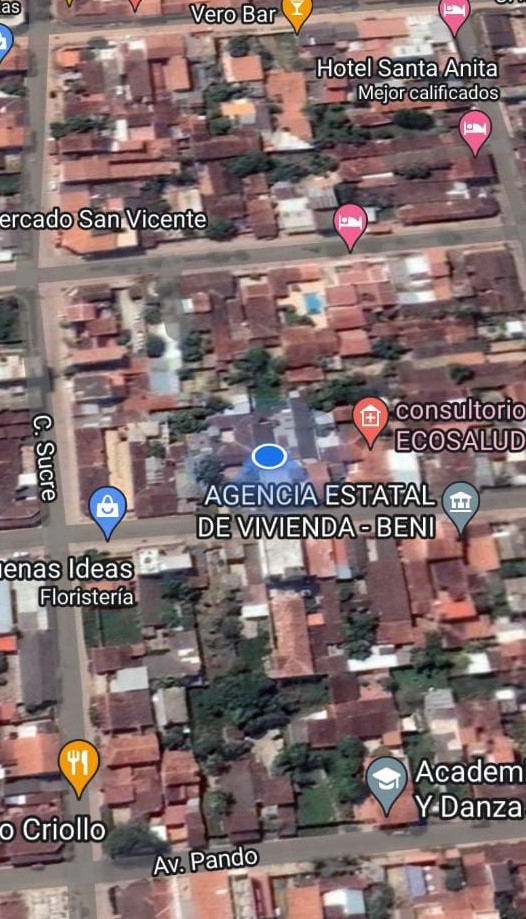 Vero Bar
Hotel Santa Anita
Mejor calificados
ercado San Vicente
C. Sucre
consultorio
ECOSALUD
AGENCIA ESTATAL
DE VIVIENDA - BENI
uenas Ideas
Floristería
Academ
Y Danza
o Criollo
Av. Pando